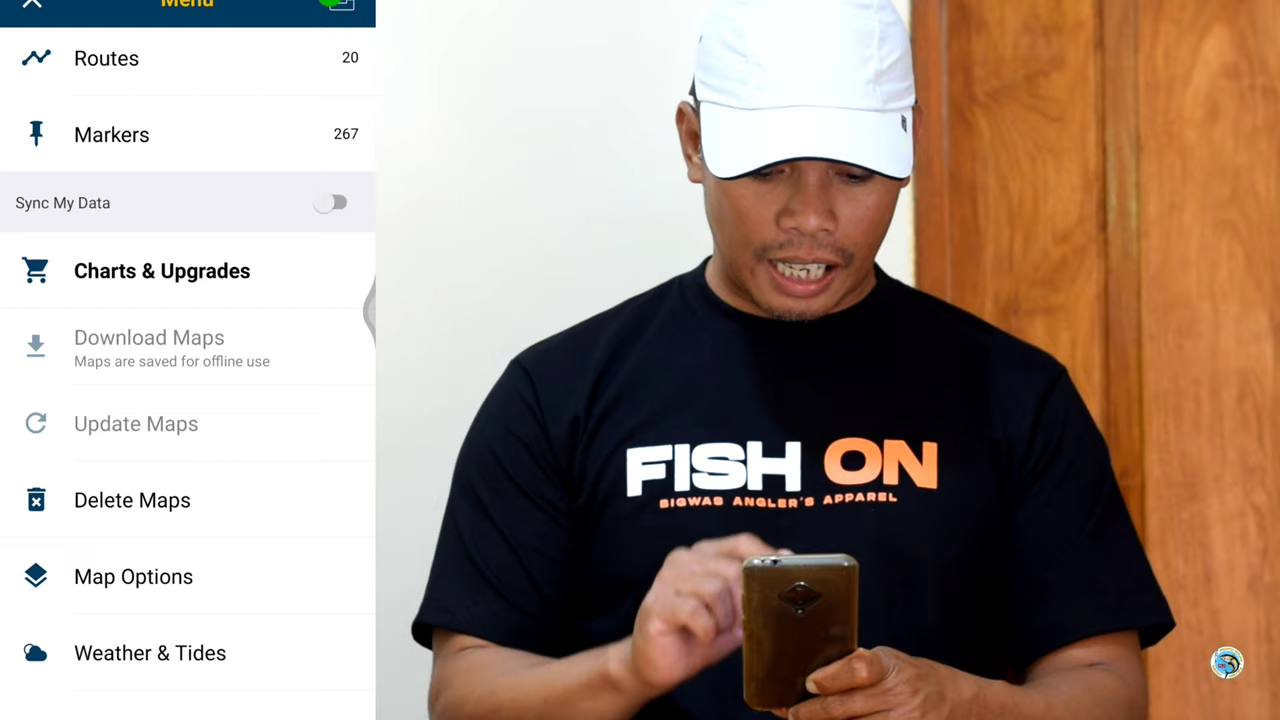 Menu
Routes
20
Markers
267
Sync My Data
Charts & Upgrades
Download Maps
Maps are saved for offline use
Update Maps
Delete Maps
Map Options
Weather & Tides
FISH ON
BIGWAS ANGLER'S APPAREL